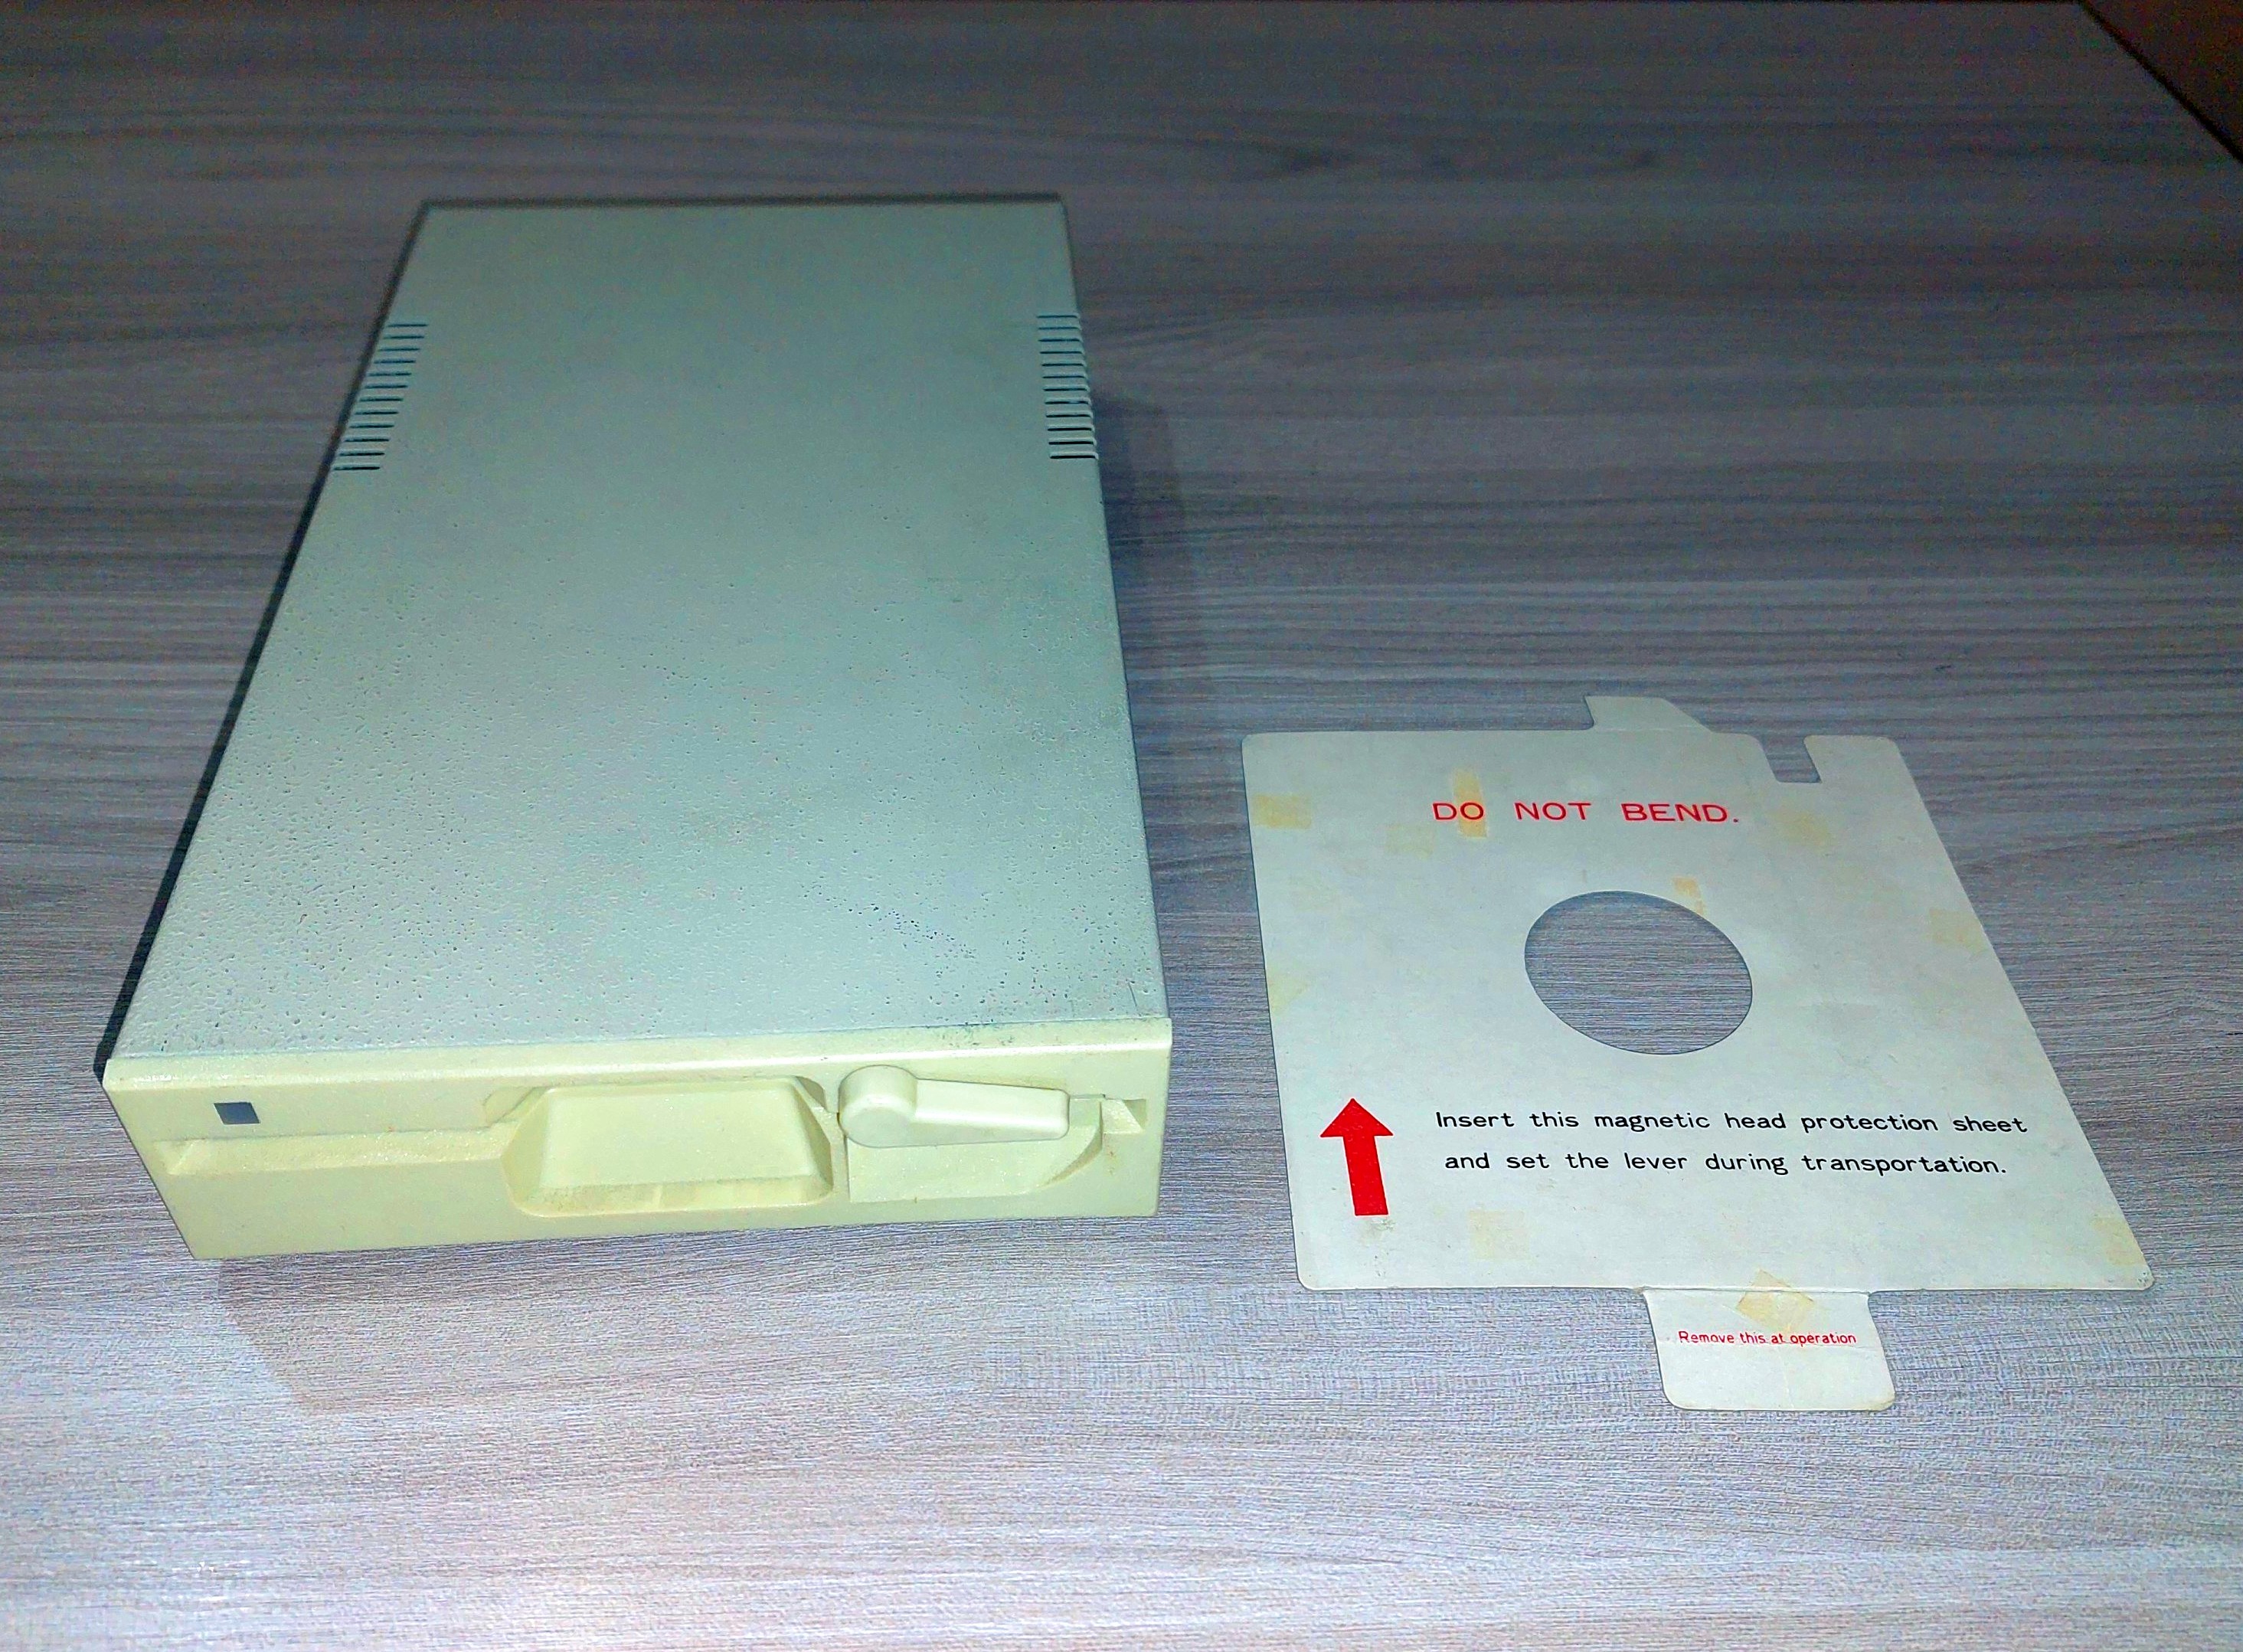 DO NOT BEND.
Insert this magnetic head protection sheet
and set the lever during transportation.
Remove this at operation